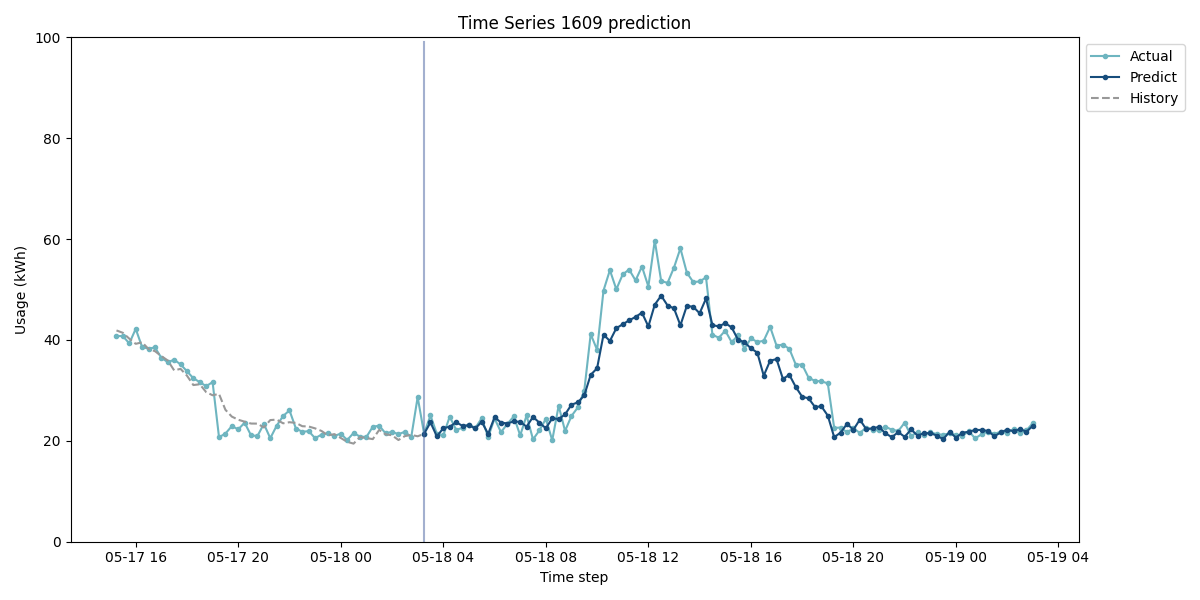 Time Series 1609 prediction
100
80
60
40
20
0
Usage (kWh)
05-17 16
05-17 20
05-18 00
05-18 04
05-18 08
05-18 12
05-18 16
05-18 20
05-19 00
05-19 04
Time step
Actual
Predict
History